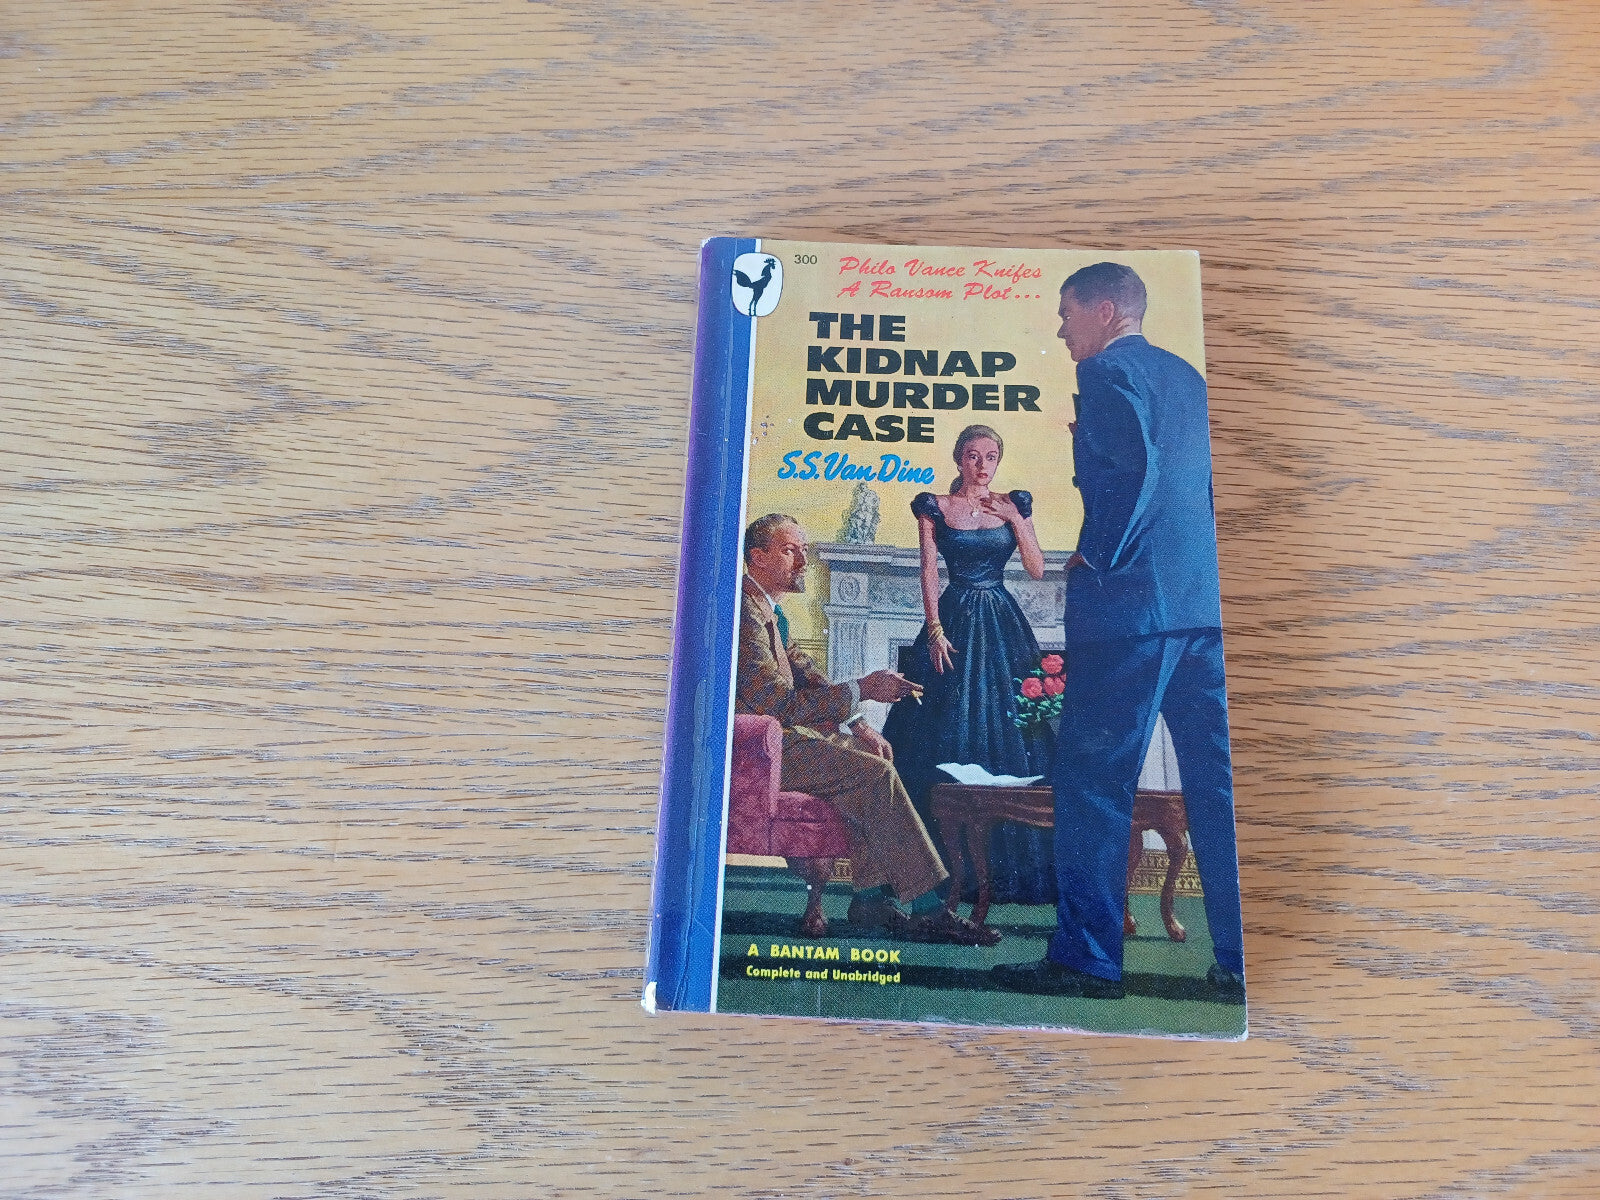 300
Philo Vance Knifes
A Ransom Plot...
THE
KIDNAP
MURDER
CASE
S.S. Van Dine
A BANTAM BOOK
Complete and Unabridged